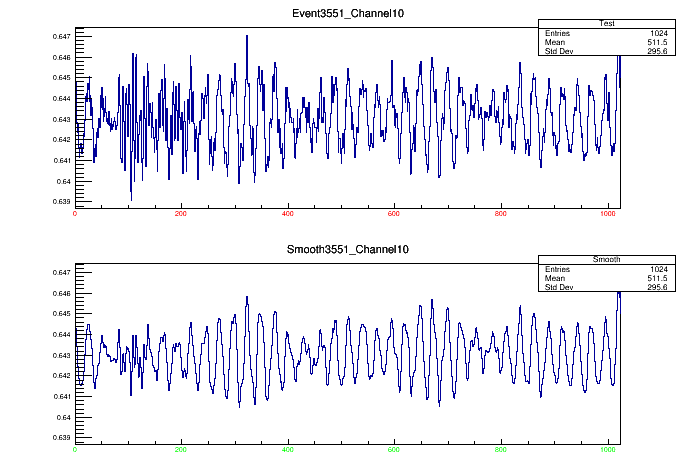 Event3551_Channel10
Test
Entries 1024
Mean 511.5
Std Dev 295.6
0.647
0.646
0.645
0.644
0.643
0.642
0.641
0.64
0.639
0 200 400 600 800 1000
Smooth3551_Channel10
Smooth
Entries 1024
Mean 511.5
Std Dev 295.6
0.647
0.646
0.645
0.644
0.643
0.642
0.641
0.64
0.639
0 200 400 600 800 1000